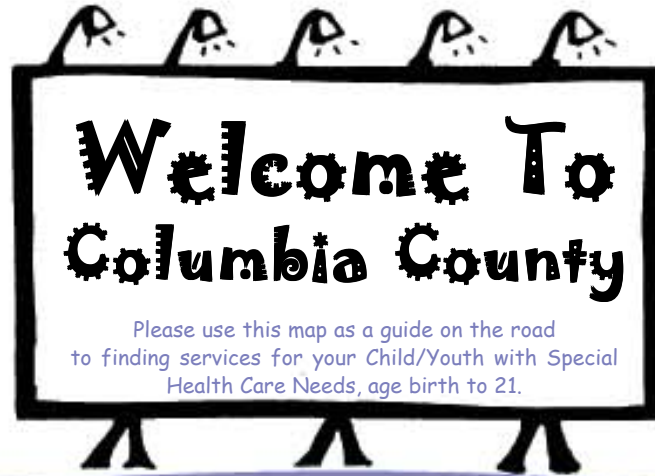 Welcome To
Columbia County
Please use this map as a guide on the road
to finding services for your Child/Youth with Special
Health Care Needs, age birth to 21.